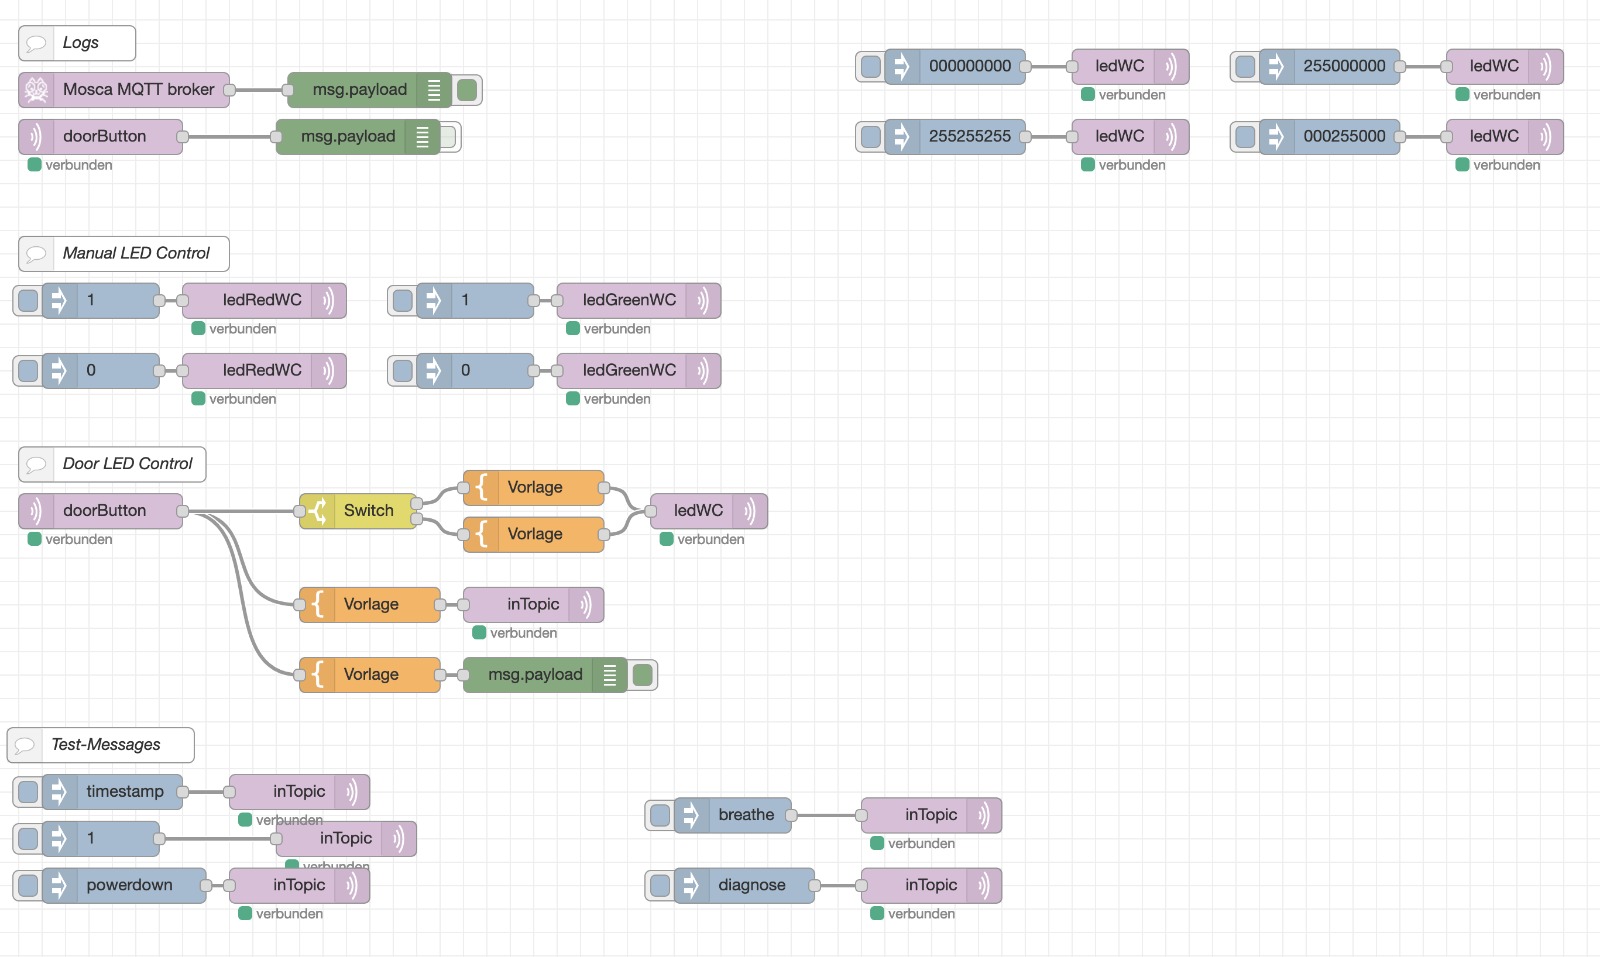 Logs
Mosca MQTT broker
msg.payload
doorButton
msg.payload
verbunden
000000000
ledWC
verbunden
255000000
ledWC
verbunden
255255255
ledWC
verbunden
000255000
ledWC
verbunden
Manual LED Control
1
ledRedWC
verbunden
1
ledGreenWC
verbunden
0
ledRedWC
verbunden
0
ledGreenWC
verbunden
Door LED Control
doorButton
verbunden
Switch
Vorlage
Vorlage
ledWC
verbunden
Vorlage
inTopic
verbunden
Vorlage
msg.payload
Test-Messages
timestamp
inTopic
verbunden
1
inTopic
verbunden
powerdown
inTopic
verbunden
breathe
inTopic
verbunden
diagnose
inTopic
verbunden